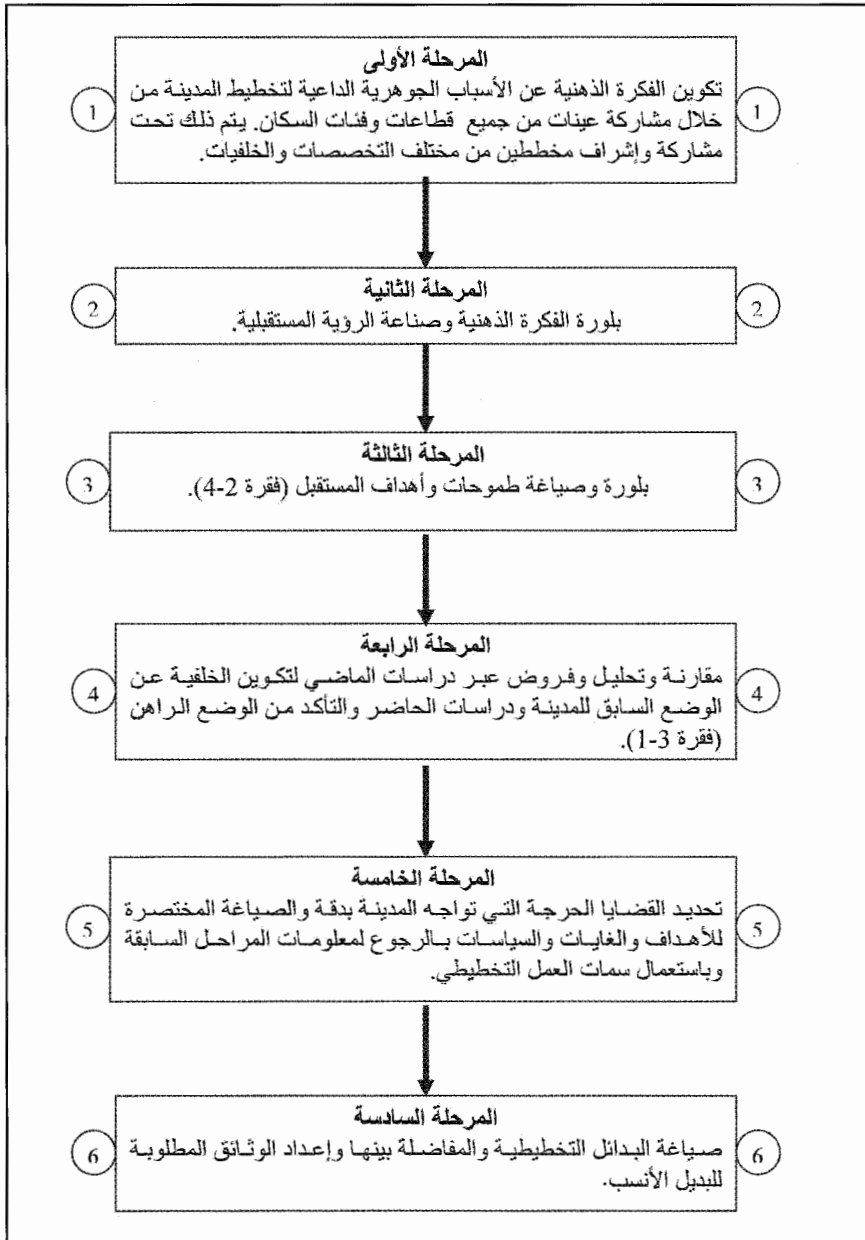 المرحلة الأولى
1
تكوين الفكرة الذهنية عن الأسباب الجوهرية الداعية لتخطيط المدينة من
خلال مشاركة عينات من جميع قطاعات وفئات السكان. يتم ذلك تحت
مشاركة وإشراف مخططين من مختلف التخصصات والخلفيات.
1
المرحلة الثانية
2
بلورة الفكرة الذهنية وصناعة الرؤية المستقبلية.
2
المرحلة الثالثة
3
بلورة وصياغة طموحات وأهداف المستقبل (فقرة 2-4).
3
المرحلة الرابعة
4
مقارنة وتحليل وفروض عبر دراسات الماضي لتكوين الخلفية عن
الوضع السابق للمدينة ودراسات الحاضر والتأكد من الوضع الراهن
(فقرة 3-1).
4
المرحلة الخامسة
5
تحديد القضايا الحرجة التي تواجه المدينة بدقة والصياغة المختصرة
للأهداف والغايات والسياسات بالرجوع لمعلومات المراحل السابقة
وباستعمال سمات العمل التخطيطي.
5
المرحلة السادسة
6
صياغة البدائل التخطيطية والمفاضلة بينها وإعداد الوثائق المطلوبة
للبديل الأنسب.
6